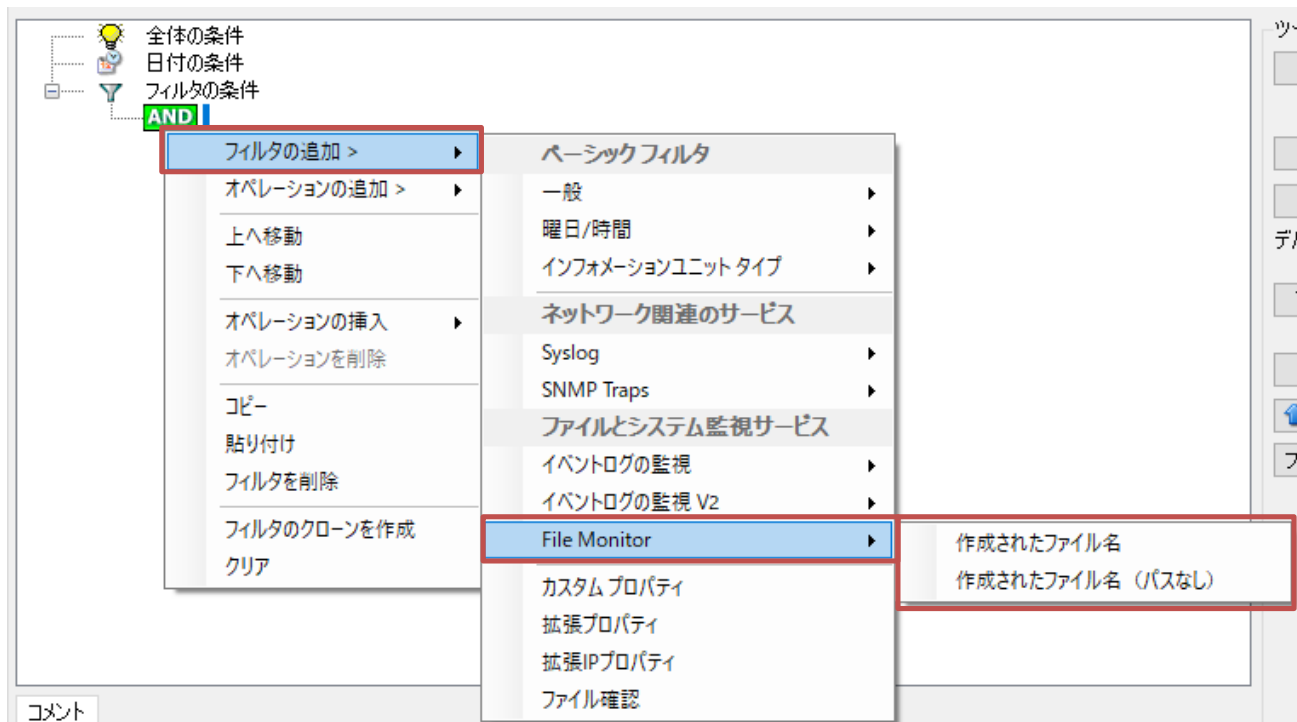 全体の条件
日付の条件
フィルタの条件
AND
フィルタの追加 >
オペレーションの追加 >
上へ移動
下へ移動
オペレーションの挿入
オペレーションを削除
コピー
貼り付け
フィルタを削除
フィルタのクローンを作成
クリア
ベーシック フィルタ
一般
曜日/時間
インフォメーションユニット タイプ
ネットワーク関連のサービス
Syslog
SNMP Traps
ファイルとシステム監視サービス
イベントログの監視
イベントログの監視 V2
File Monitor
カスタム プロパティ
拡張プロパティ
拡張IPプロパティ
ファイル確認
作成されたファイル名
作成されたファイル名（パスなし）
コメント